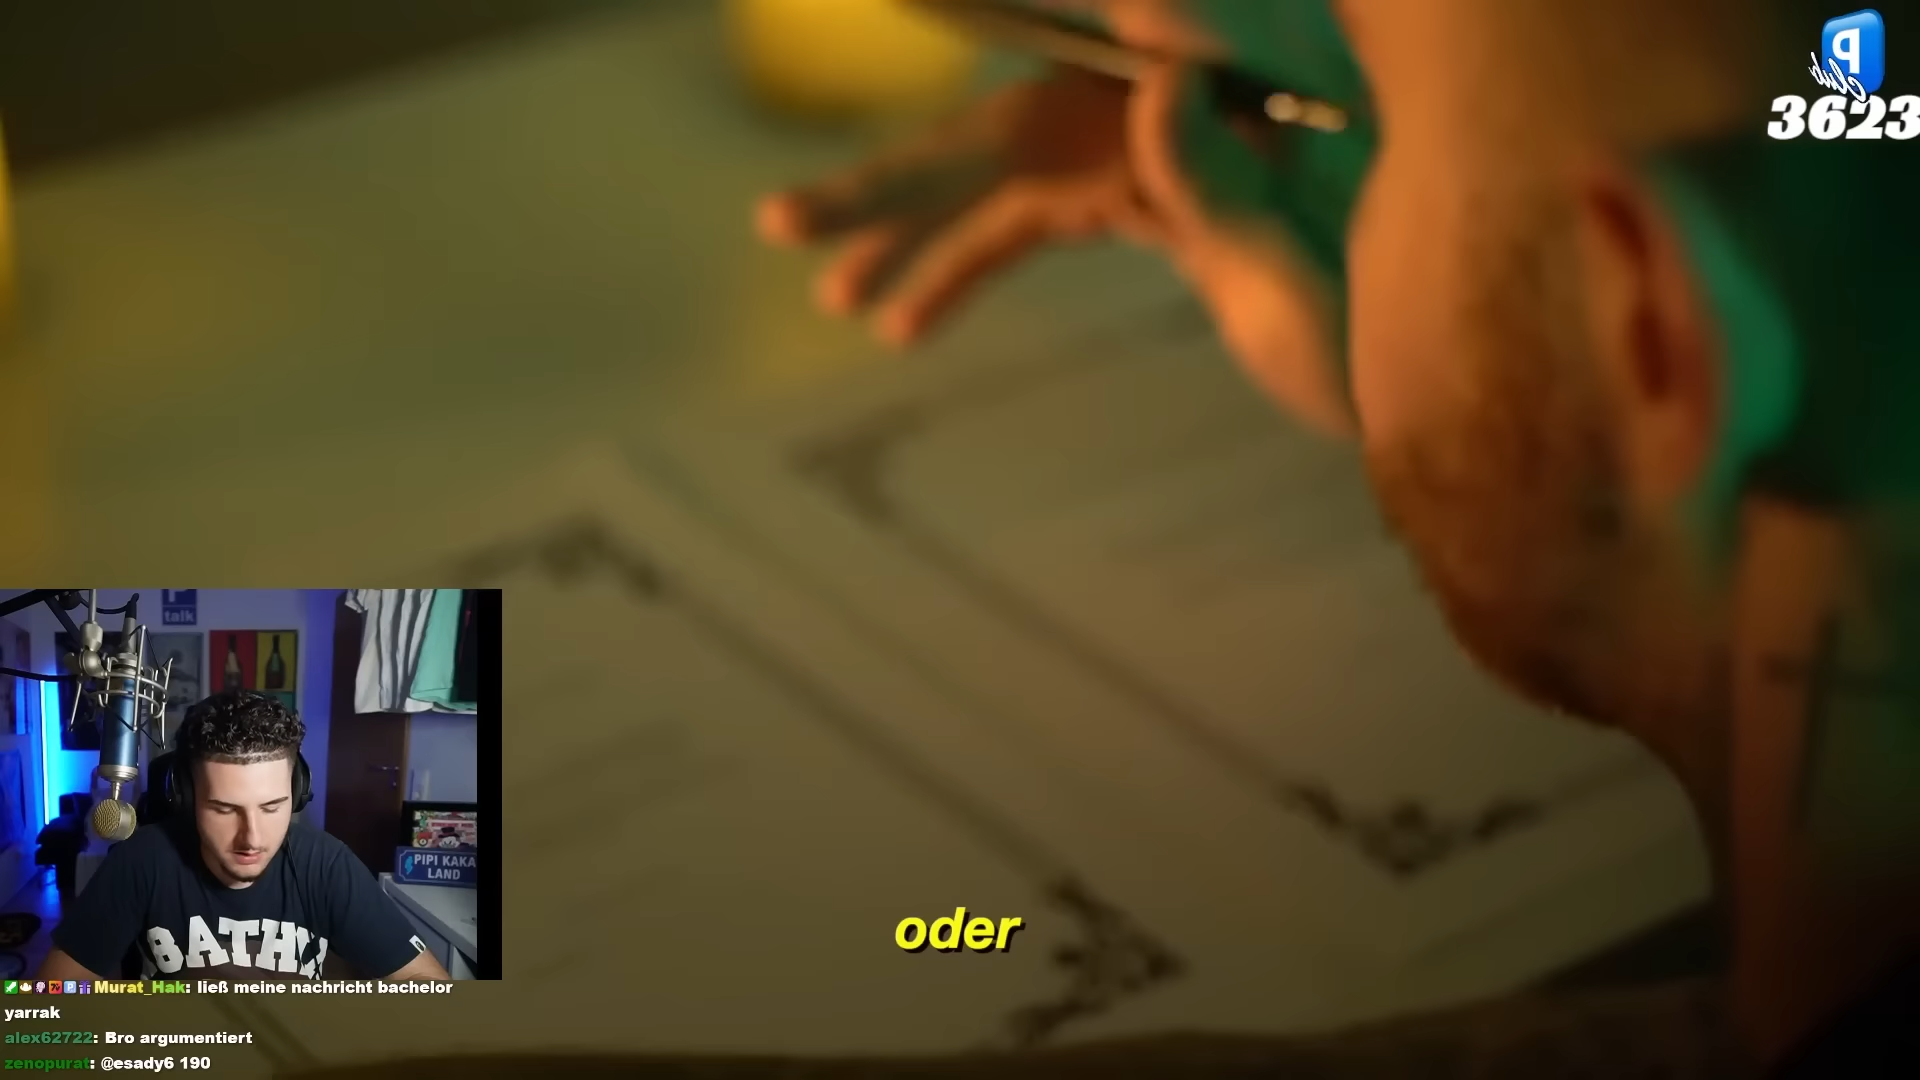 P
club
3623
talk
PIPI KAKA
LAND
BATH
oder
Murat_Hak: ließ meine nachricht bachelor
yarrak
alex62722: Bro argumentiert
zenopurat: @esady6 190